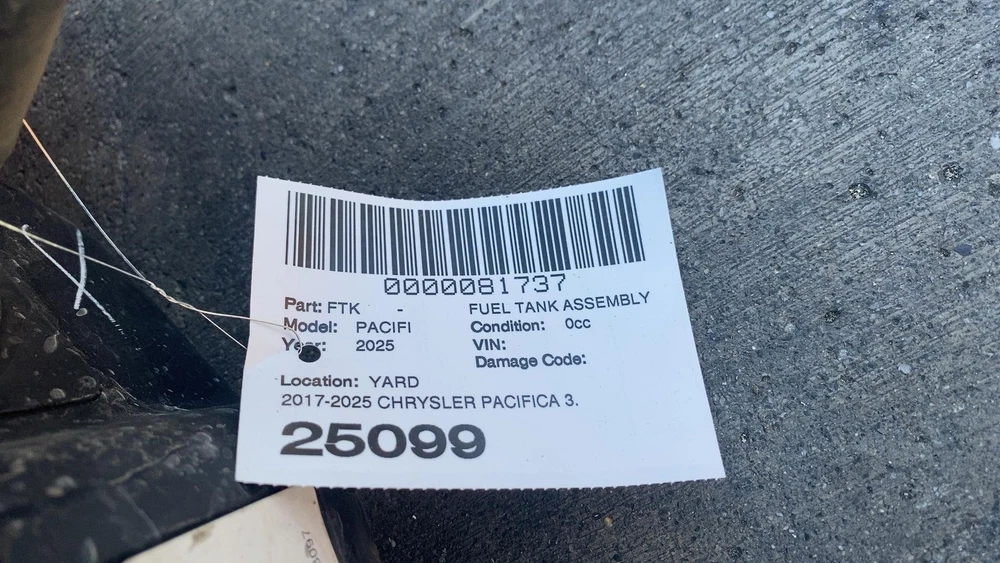 0000081737
Part: FTK - FUEL TANK ASSEMBLY
Model: PACIFI Condition: 0cc
Year: 2025 VIN:
Damage Code:
Location: YARD
2017-2025 CHRYSLER PACIFICA 3.
25099